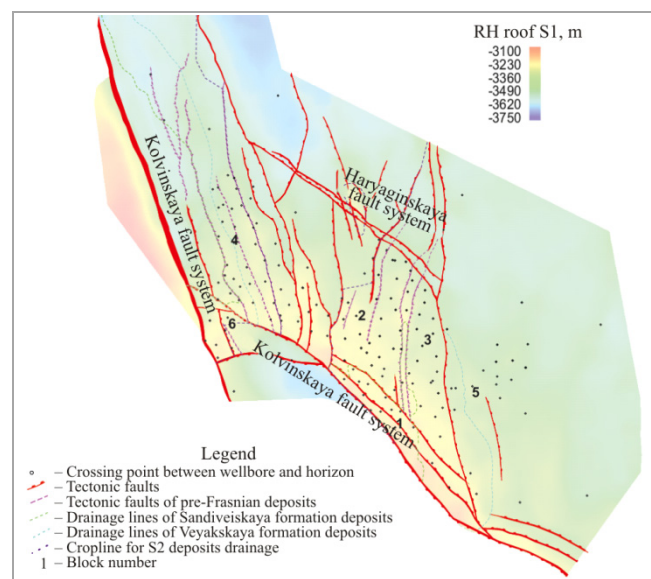 RH roof S1, m
-3100
-3230
-3360
-3490
-3620
-3750
Kolvinskaya fault system
Haryaginskaya
fault system
4
2
3
6
Kolvinskaya fault system
5
1
Legend
– Crossing point between wellbore and horizon
– Tectonic faults
– Tectonic faults of pre-Frasnian deposits
– Drainage lines of Sandiveiskaya formation deposits
– Drainage lines of Veyakskaya formation deposits
– Cropline for S2 deposits drainage
1 – Block number